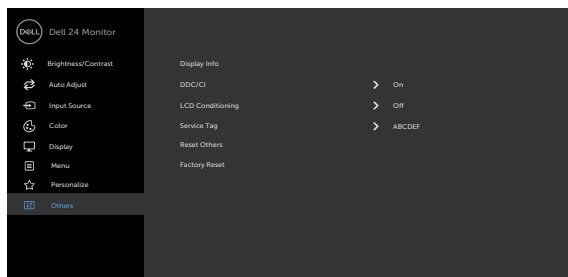 DELL Dell 24 Monitor
Brightness/Contrast
Auto Adjust
Input Source
Color
Display
Menu
Personalize
Others
Display Info
DDC/CI On
LCD Conditioning Off
Service Tag ABCDEF
Reset Others
Factory Reset